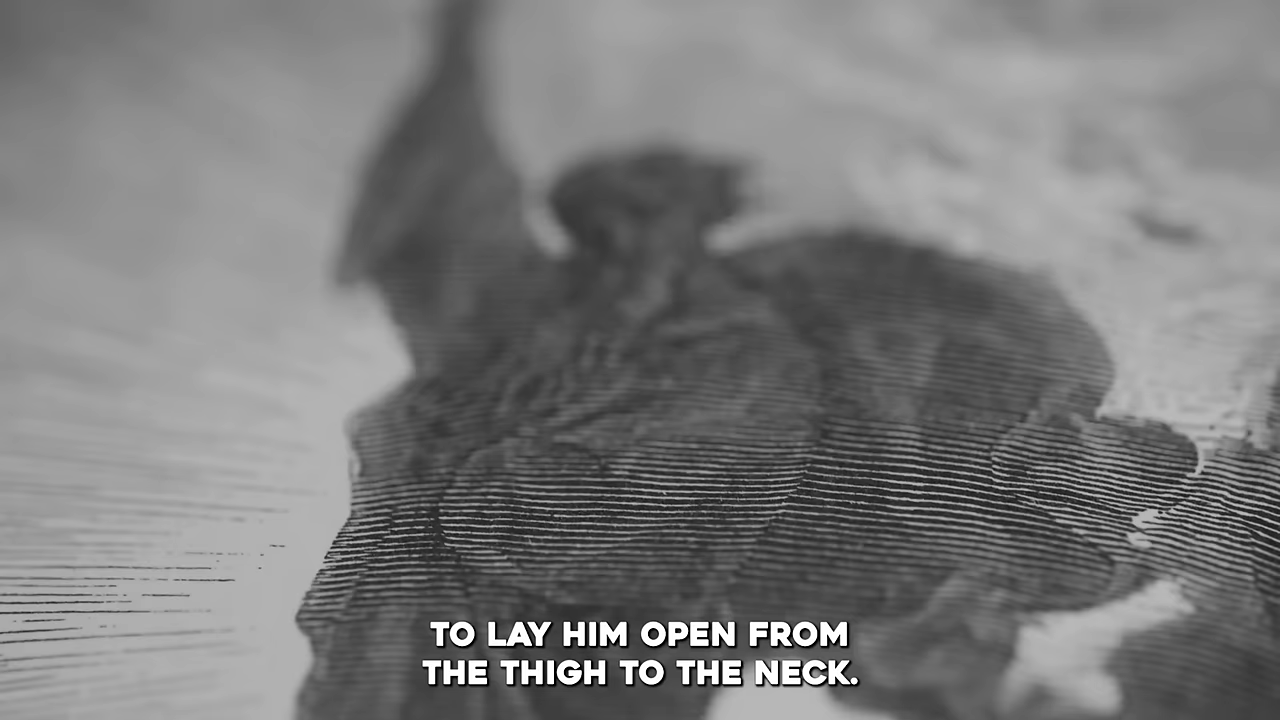 TO LAY HIM OPEN FROM
THE THIGH TO THE NECK.